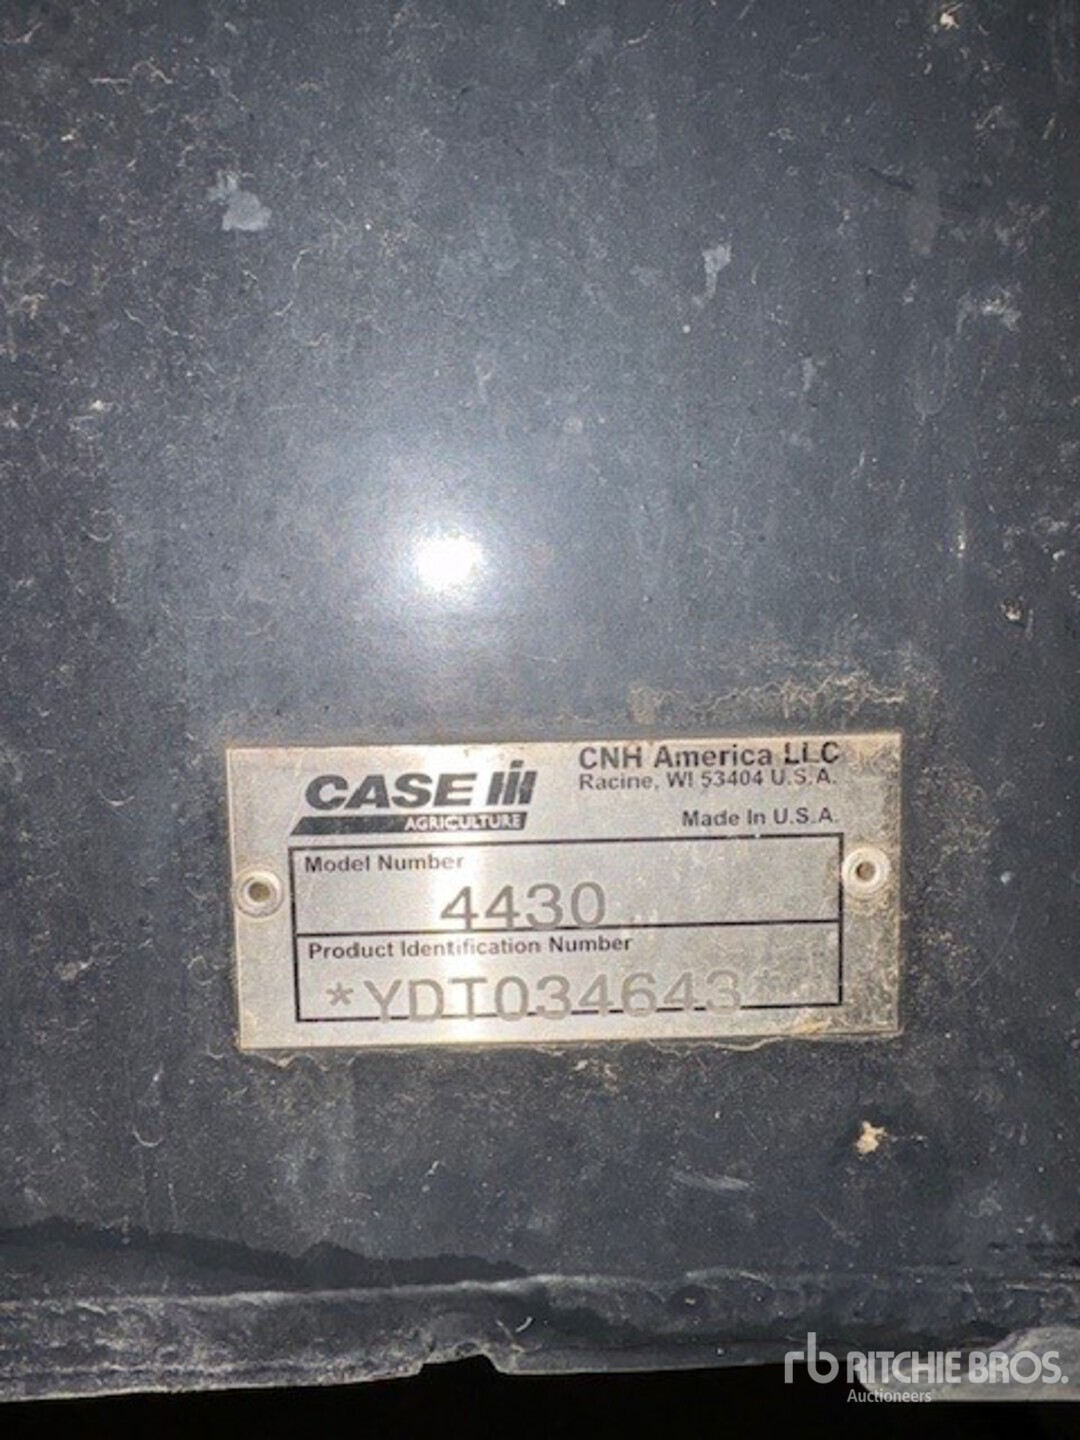 CASE IH
AGRICULTURE
CNH America LLC
Racine, WI 53404 U.S.A.
Made In U.S.A.
Model Number
4430
Product Identification Number
*YDT034643*
rb RITCHIE BROS.
Auctioneers